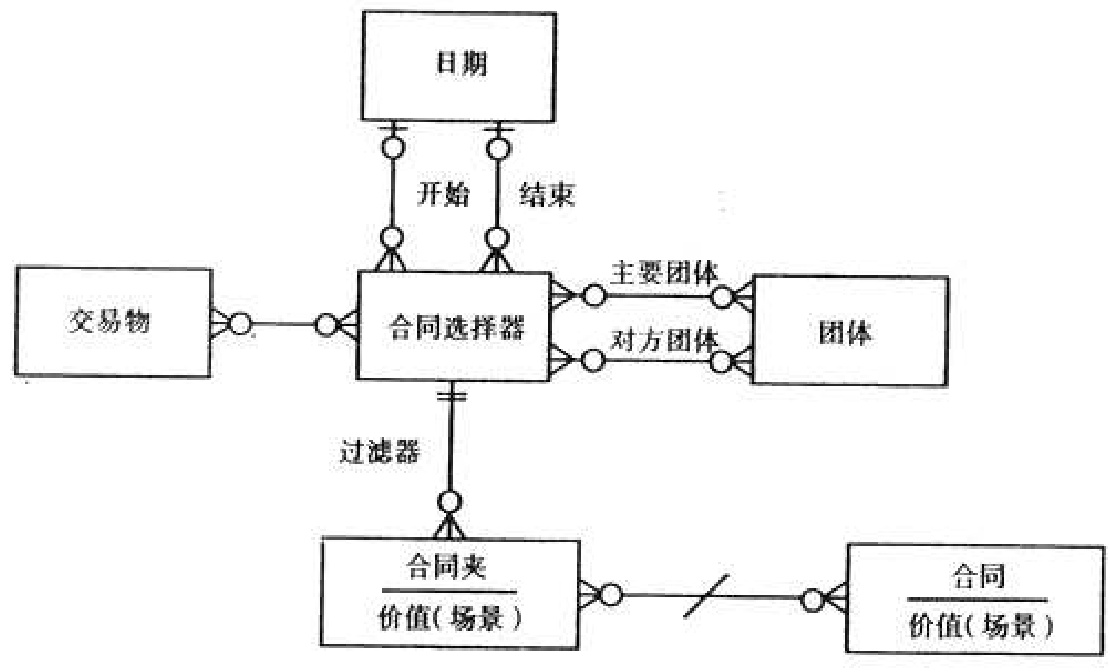 日期
开始
结束
主要团体
交易物
合同选择器
对方团体
团体
过滤器
合同夹
价值(场景)
合同
价值(场景)